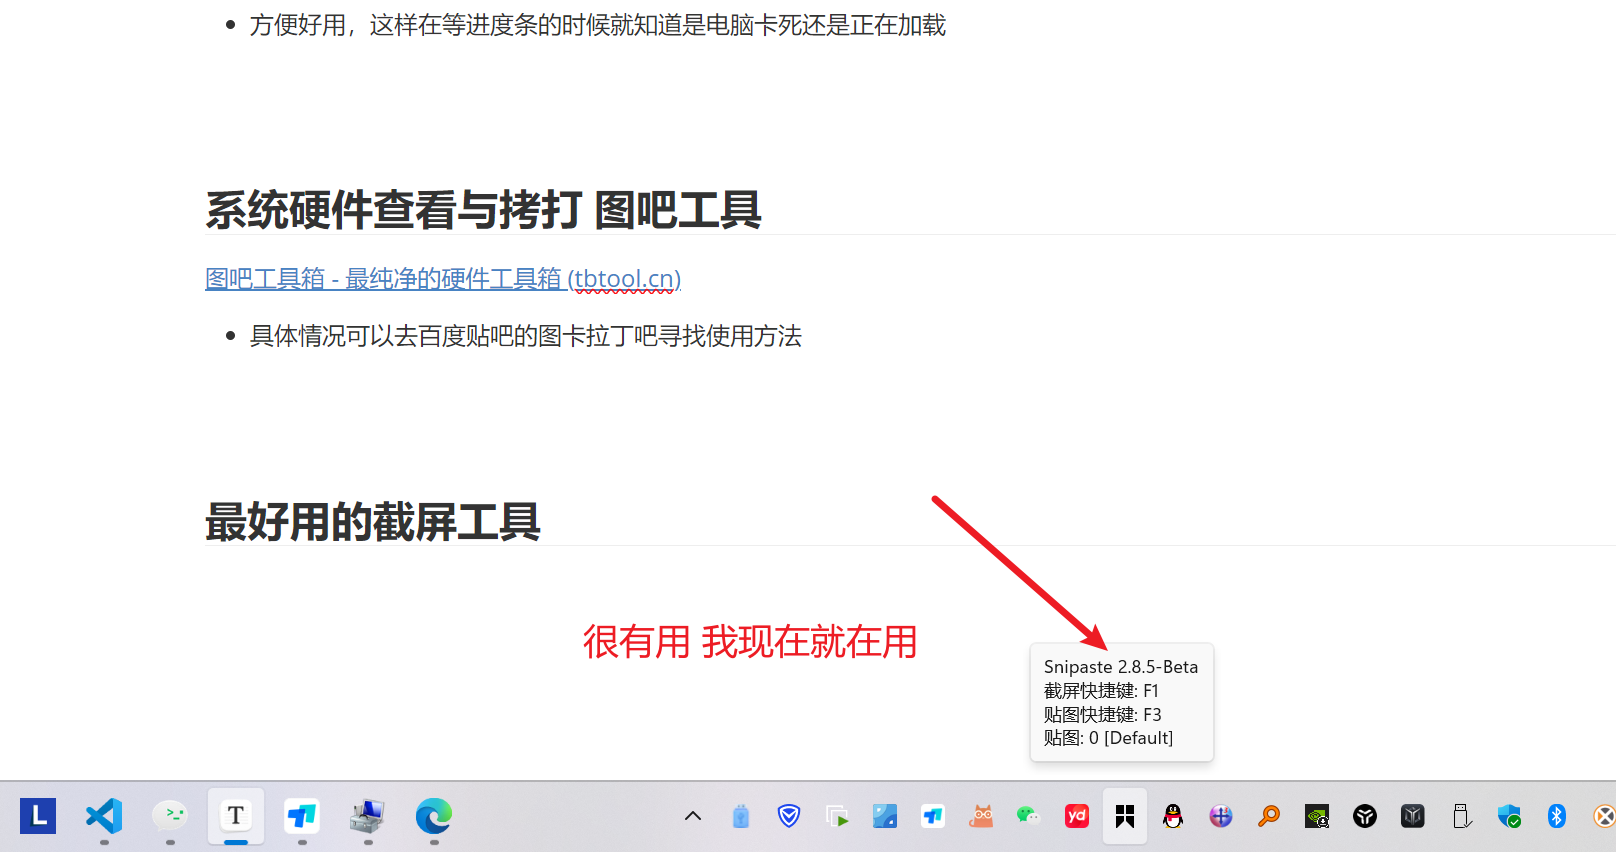 方便好用，这样在等进度条的时候就知道是电脑卡死还是正在加载
系统硬件查看与拷打 图吧工具
图吧工具箱 - 最纯净的硬件工具箱 (tbtool.cn)
具体情况可以去百度贴吧的图卡拉丁吧寻找使用方法
最好用的截屏工具
很有用 我现在就在用
Snipaste 2.8.5-Beta
截屏快捷键: F1
贴图快捷键: F3
贴图: 0 [Default]
L
T
yd